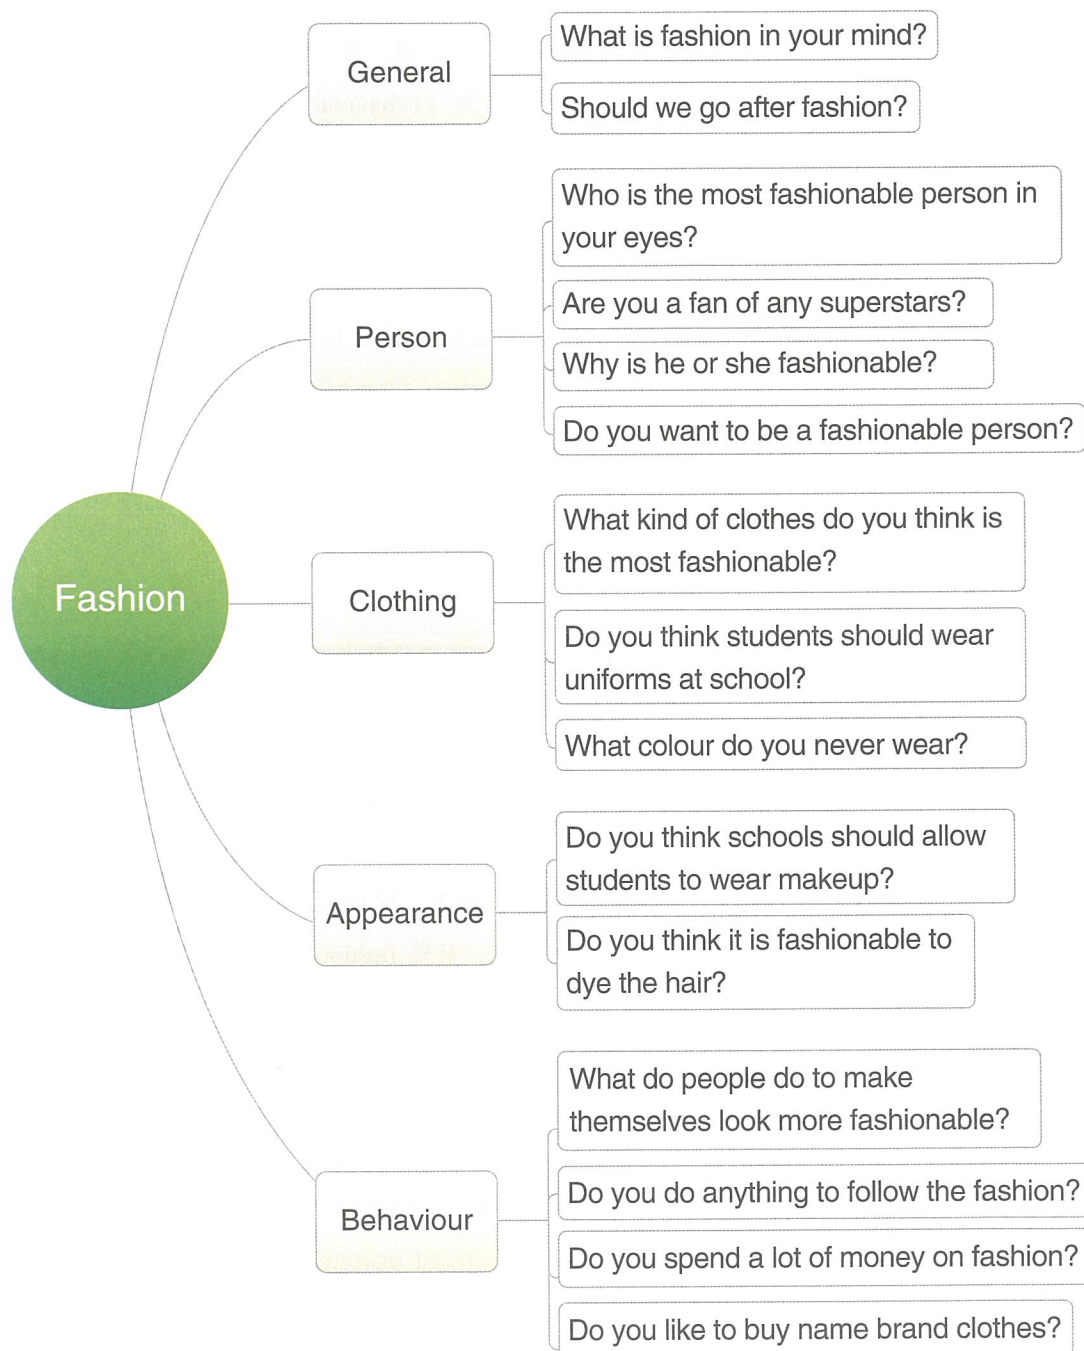 General
What is fashion in your mind?
Should we go after fashion?
Person
Who is the most fashionable person in
your eyes?
Are you a fan of any superstars?
Why is he or she fashionable?
Do you want to be a fashionable person?
Fashion
Clothing
What kind of clothes do you think is
the most fashionable?
Do you think students should wear
uniforms at school?
What colour do you never wear?
Appearance
Do you think schools should allow
students to wear makeup?
Do you think it is fashionable to
dye the hair?
Behaviour
What do people do to make
themselves look more fashionable?
Do you do anything to follow the fashion?
Do you spend a lot of money on fashion?
Do you like to buy name brand clothes?